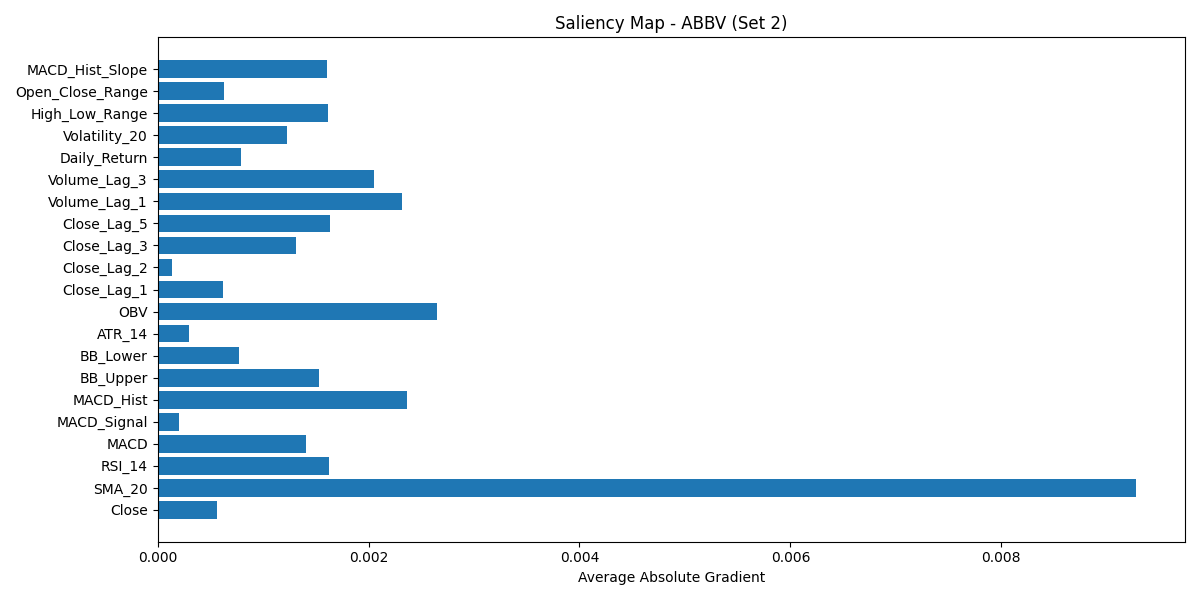 Saliency Map - ABBV (Set 2)
MACD_Hist_Slope
Open_Close_Range
High_Low_Range
Volatility_20
Daily_Return
Volume_Lag_3
Volume_Lag_1
Close_Lag_5
Close_Lag_3
Close_Lag_2
Close_Lag_1
OBV
ATR_14
BB_Lower
BB_Upper
MACD_Hist
MACD_Signal
MACD
RSI_14
SMA_20
Close
0.000 0.002 0.004 0.006 0.008
Average Absolute Gradient